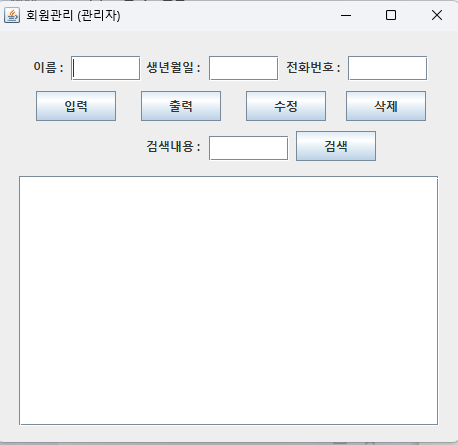 회원관리 (관리자)
이름 : 생년월일 : 전화번호 :
입력 출력 수정 삭제
검색내용 : 검색